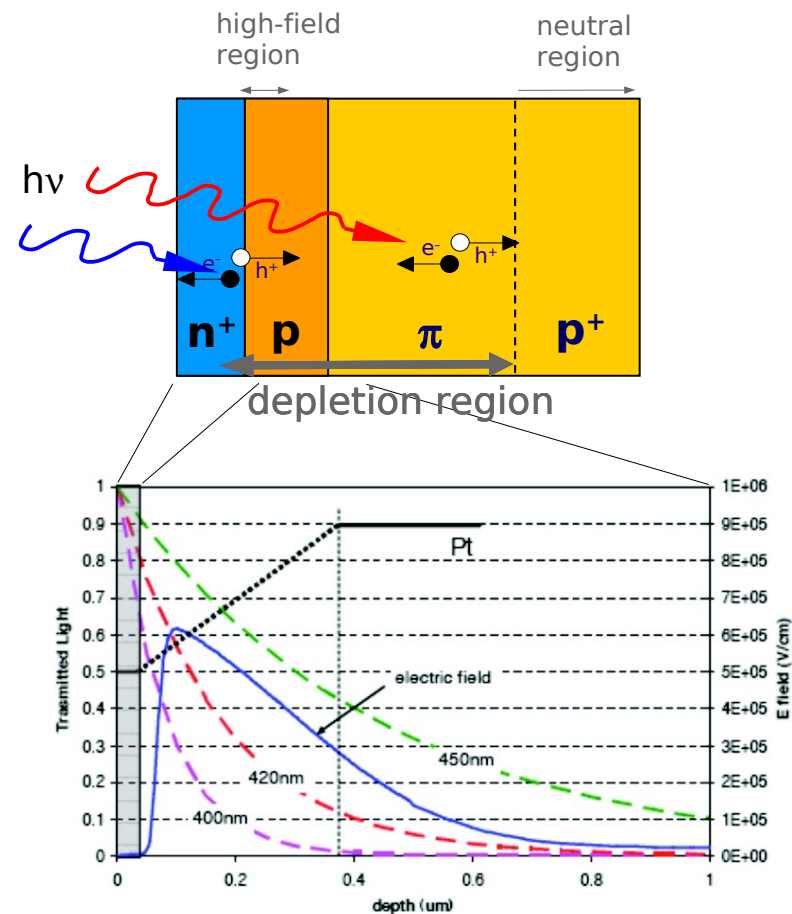 high-field
region
neutral
region
hν
e⁻
h⁺
e⁻
h⁺
n⁺
p
π
p⁺
depletion region
1
0.9
0.8
0.7
0.6
0.5
0.4
0.3
0.2
0.1
0
Trasmitted Light
1E+06
9E+05
8E+05
7E+05
6E+05
5E+05
4E+05
3E+05
2E+05
1E+05
0E+00
E field (V/cm)
Pt
electric field
450nm
420nm
400nm
0
0.2
0.4
0.6
0.8
1
depth (um)